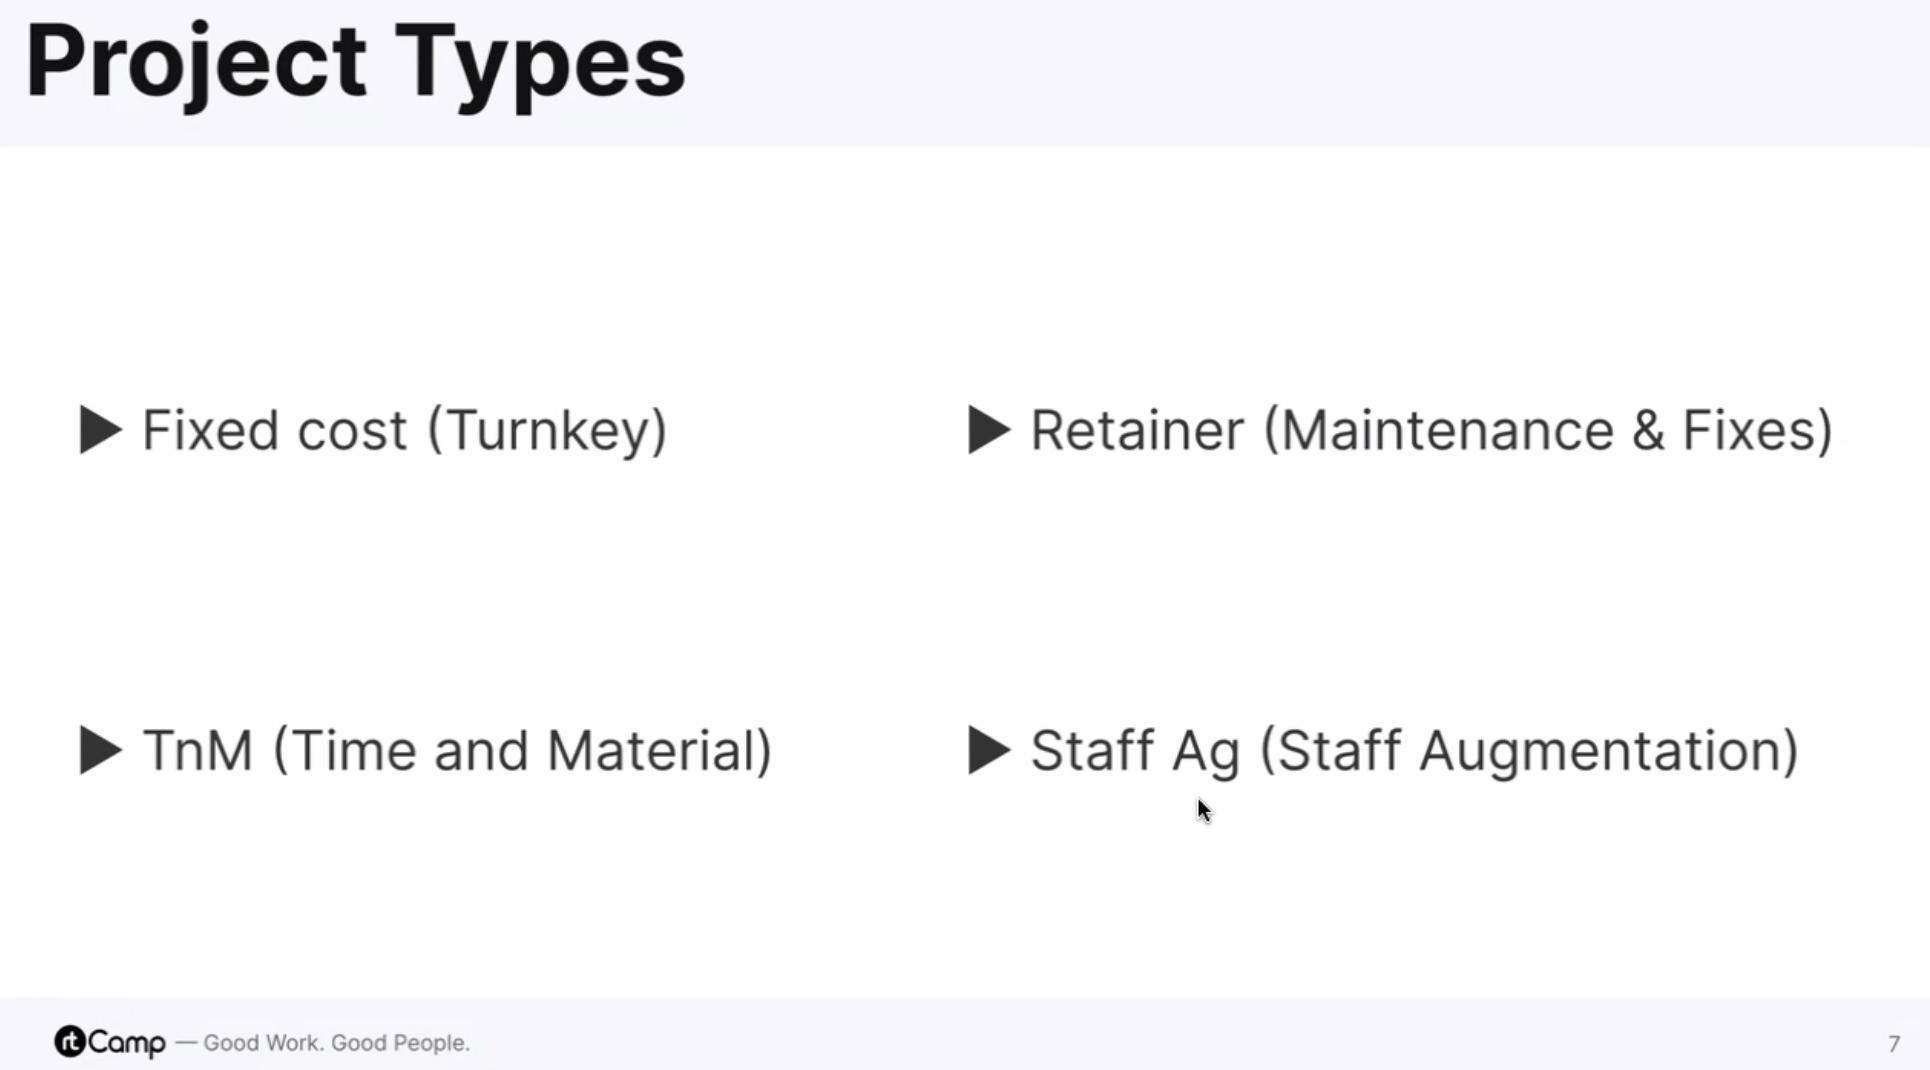 Project Types
▶ Fixed cost (Turnkey)
▶ Retainer (Maintenance & Fixes)
▶ TnM (Time and Material)
▶ Staff Ag (Staff Augmentation)
rtCamp — Good Work. Good People.
7